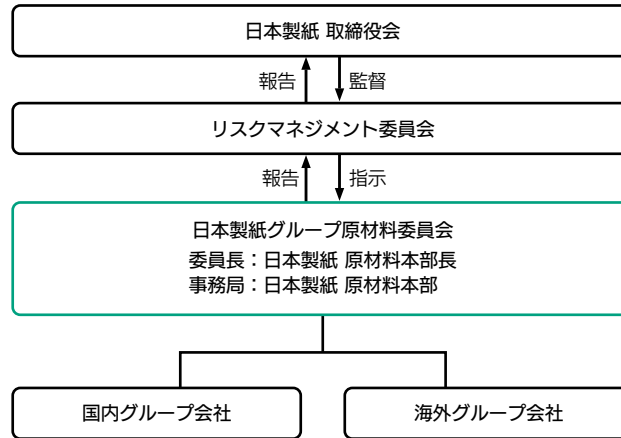 日本製紙 取締役会
報告
監督
リスクマネジメント委員会
報告
指示
日本製紙グループ原材料委員会
委員長：日本製紙 原材料本部長
事務局：日本製紙 原材料本部
国内グループ会社
海外グループ会社